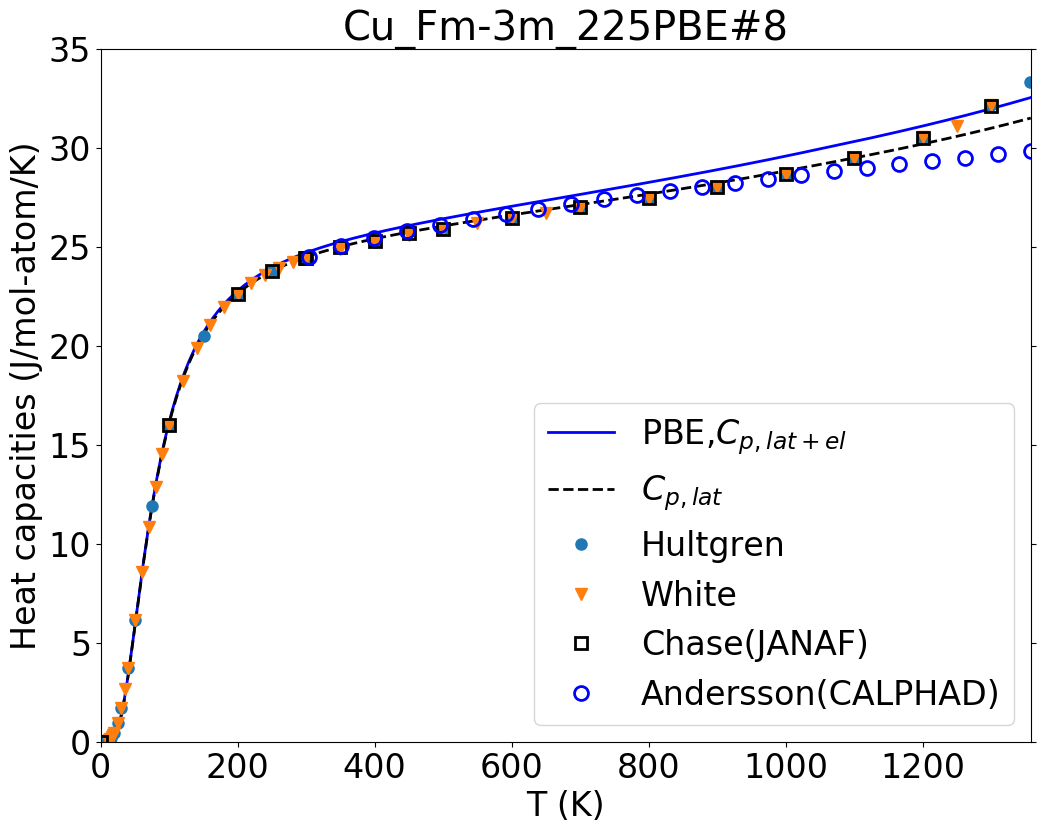 Cu_Fm-3m_225PBE#8
Heat capacities (J/mol-atom/K)
35
30
25
20
15
10
5
0
0 200 400 600 800 1000 1200
T (K)
PBE,C_{p,lat+el}
C_{p,lat}
Hultgren
White
Chase(JANAF)
Andersson(CALPHAD)